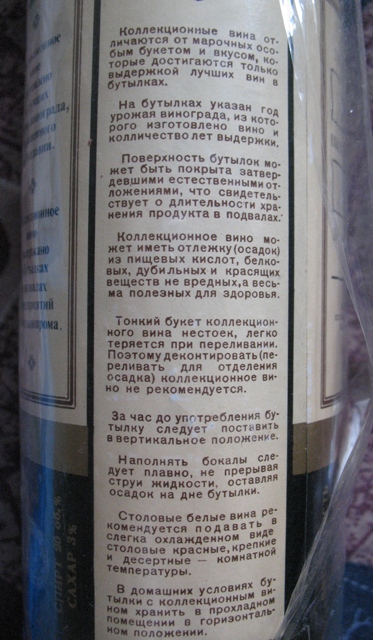 Коллекционные вина от-
личаются от марочных осо-
бым букетом и вкусом, ко-
торые достигаются только
выдержкой лучших вин в
бутылках.
На бутылках указан год
урожая винограда, из кото-
рого изготовлено вино и
колличество лет выдержки.
Поверхность бутылок мо-
жет быть покрыта затвер-
девшими естественными от-
ложениями, что свидетель-
ствует о длительности хра-
нения продукта в подвалах.
Коллекционное вино мо-
жет иметь отлежку (осадок)
из пищевых кислот, белко-
вых, дубильных и красящих
веществ не вредных, а весь-
ма полезных для здоровья.
Тонкий букет коллекцион-
ного вина нестоек, легко
теряется при переливании.
Поэтому деконтировать (пе-
реливать для отделения
осадка) коллекционное ви-
но не рекомендуется.
За час до употребления бу-
тылку следует поставить
в вертикальное положение.
Наполнять бокалы сле-
дует плавно, не прерывая
струи жидкости, оставляя
осадок на дне бутылки.
Столовые белые вина ре-
комендуется подавать в
слегка охлажденном виде
столовые красные, крепкие
и десертные — комнатной
температуры.
В домашних условиях бу-
тылки с коллекционным ви-
ном хранить в прохладном
помещении в горизонталь-
ном положении.
САХАР 3%